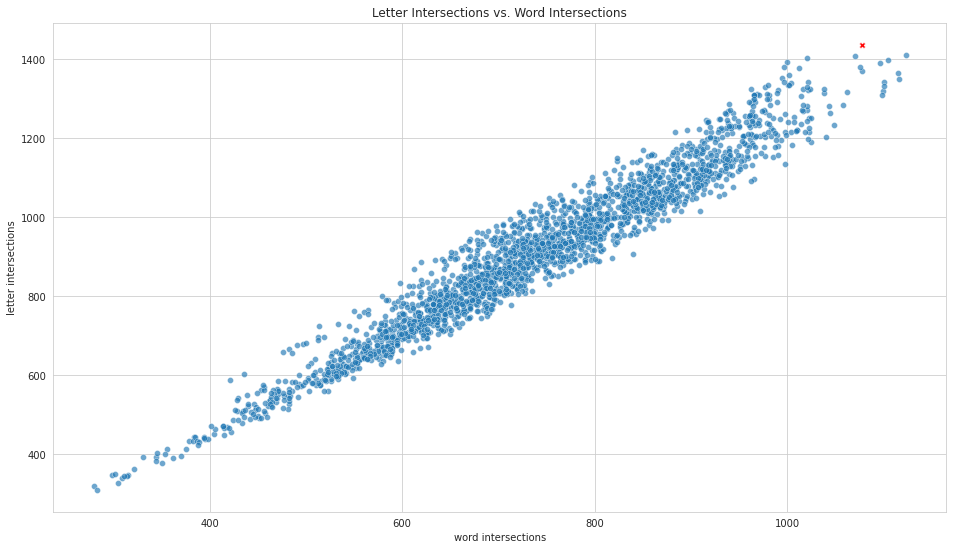 Letter Intersections vs. Word Intersections
1400
1200
1000
800
600
400
letter intersections
400 600 800 1000
word intersections